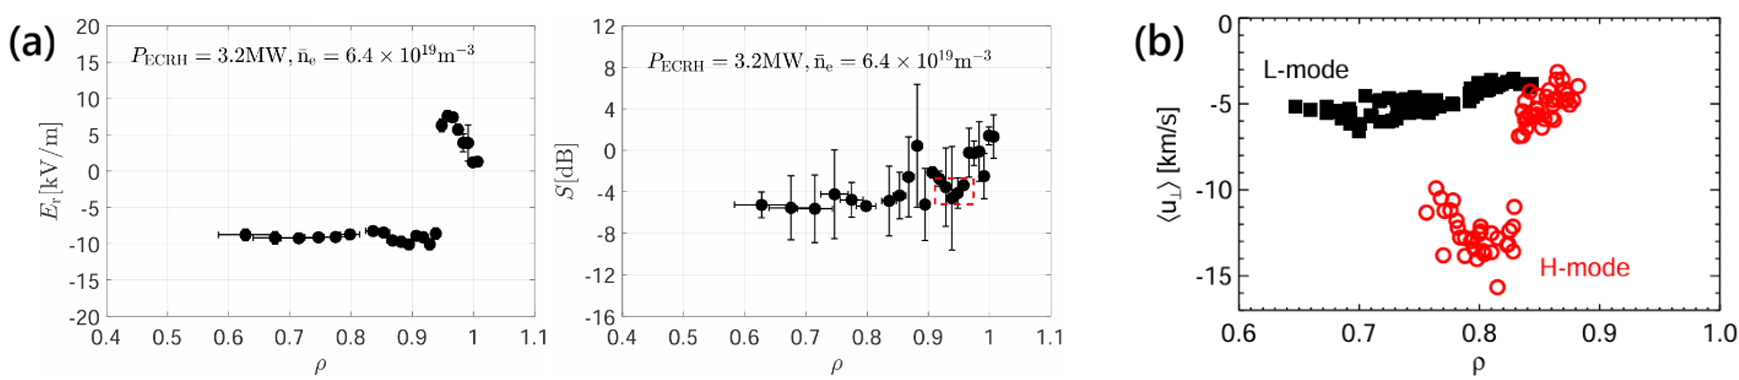 (a)
20
15
10
5
0
-5
-10
-15
-20
E_r[kV/m]
P_ECRH = 3.2MW, n̄_e = 6.4 × 10^19 m^-3
0.4 0.5 0.6 0.7 0.8 0.9 1 1.1
ρ
12
8
4
0
-4
-8
-12
-16
S[dB]
P_ECRH = 3.2MW, n̄_e = 6.4 × 10^19 m^-3
0.4 0.5 0.6 0.7 0.8 0.9 1 1.1
ρ
(b)
0
-5
-10
-15
⟨u_⊥⟩ [km/s]
L-mode
H-mode
0.6 0.7 0.8 0.9 1.0
ρ